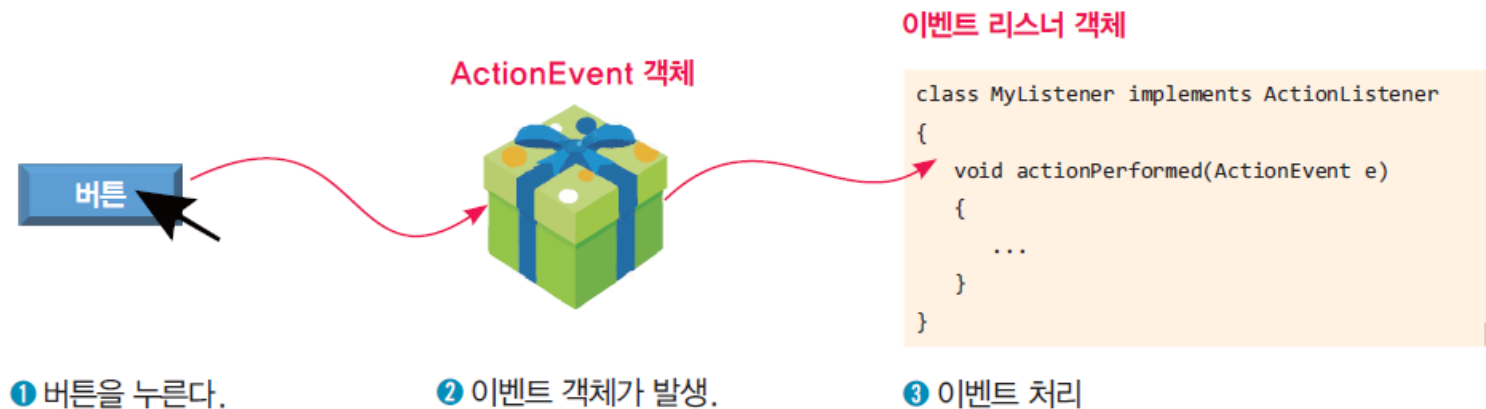 이벤트 리스너 객체
ActionEvent 객체
class MyListener implements ActionListener
{
void actionPerformed(ActionEvent e)
{
...
}
}
버튼
❶ 버튼을 누른다.
❷ 이벤트 객체가 발생.
❸ 이벤트 처리